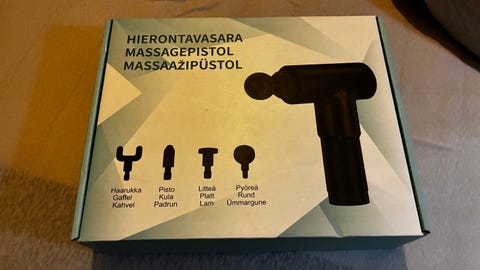 HIERONTAVASARA
MASSAGEPISTOL
MASSAAŽIPÜSTOL
Haarukka
Gaffel
Kahvel
Pisto
Kula
Padrun
Litteä
Platt
Lam
Pyöreä
Rund
Ümmargune